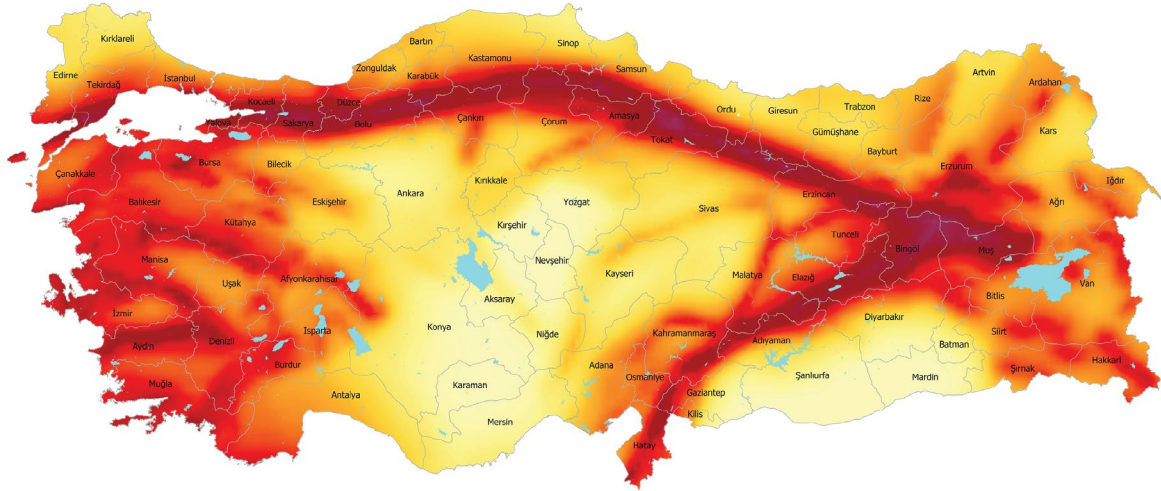 Kırklareli
Edirne
Tekirdağ
İstanbul
Kocaeli
Yalova
Sakarya
Düzce
Bolu
Zonguldak
Bartın
Karabük
Kastamonu
Sinop
Samsun
Çankırı
Çorum
Amasya
Tokat
Ordu
Giresun
Trabzon
Gümüşhane
Bayburt
Rize
Artvin
Ardahan
Kars
Iğdır
Ağrı
Erzurum
Erzincan
Çanakkale
Bursa
Bilecik
Balıkesir
Kütahya
Eskişehir
Ankara
Kırıkkale
Yozgat
Kırşehir
Sivas
Nevşehir
Kayseri
Aksaray
Tunceli
Bingöl
Muş
Elazığ
Malatya
Van
Bitlis
Manisa
Uşak
Afyonkarahisar
İzmir
Aydın
Denizli
Isparta
Burdur
Muğla
Antalya
Konya
Karaman
Mersin
Niğde
Adana
Kahramanmaraş
Osmaniye
Adıyaman
Gaziantep
Kilis
Hatay
Şanlıurfa
Diyarbakır
Mardin
Batman
Siirt
Şırnak
Hakkari